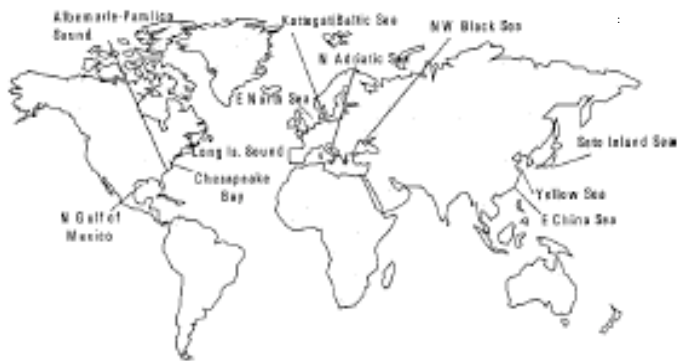 Albemarle-Pamlico
Sound
Kattegat/Baltic Sea
NW Black Sea
N Adriatic Sea
E North Sea
Long Is. Sound
Seto Inland Sea
Chesapeake
Bay
Yellow Sea
N Gulf of
Mexico
E China Sea